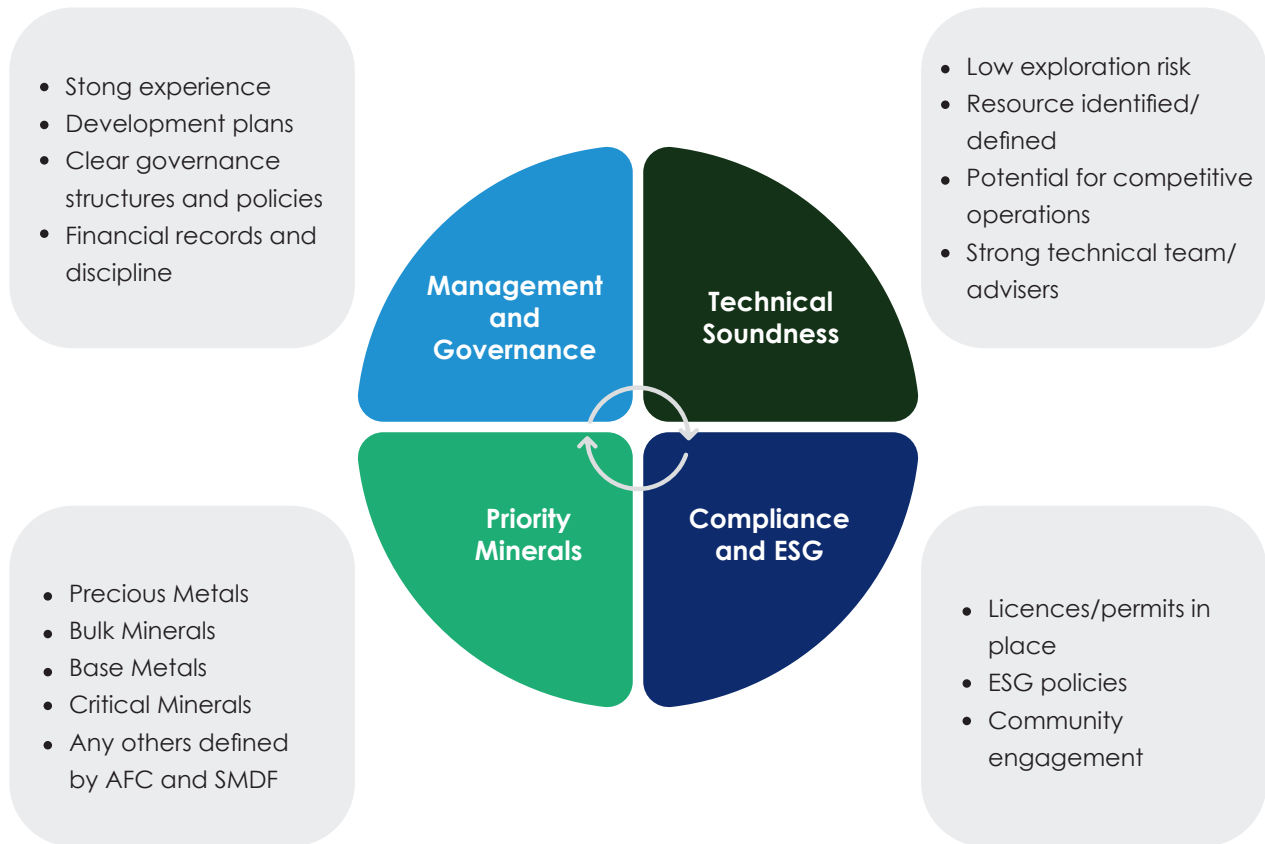 Stong experience
Development plans
Clear governance
structures and policies
Financial records and
discipline
Low exploration risk
Resource identified/
defined
Potential for competitive
operations
Strong technical team/
advisers
Management
and
Governance
Technical
Soundness
Priority
Minerals
Compliance
and ESG
Precious Metals
Bulk Minerals
Base Metals
Critical Minerals
Any others defined
by AFC and SMDF
Licences/permits in
place
ESG policies
Community
engagement